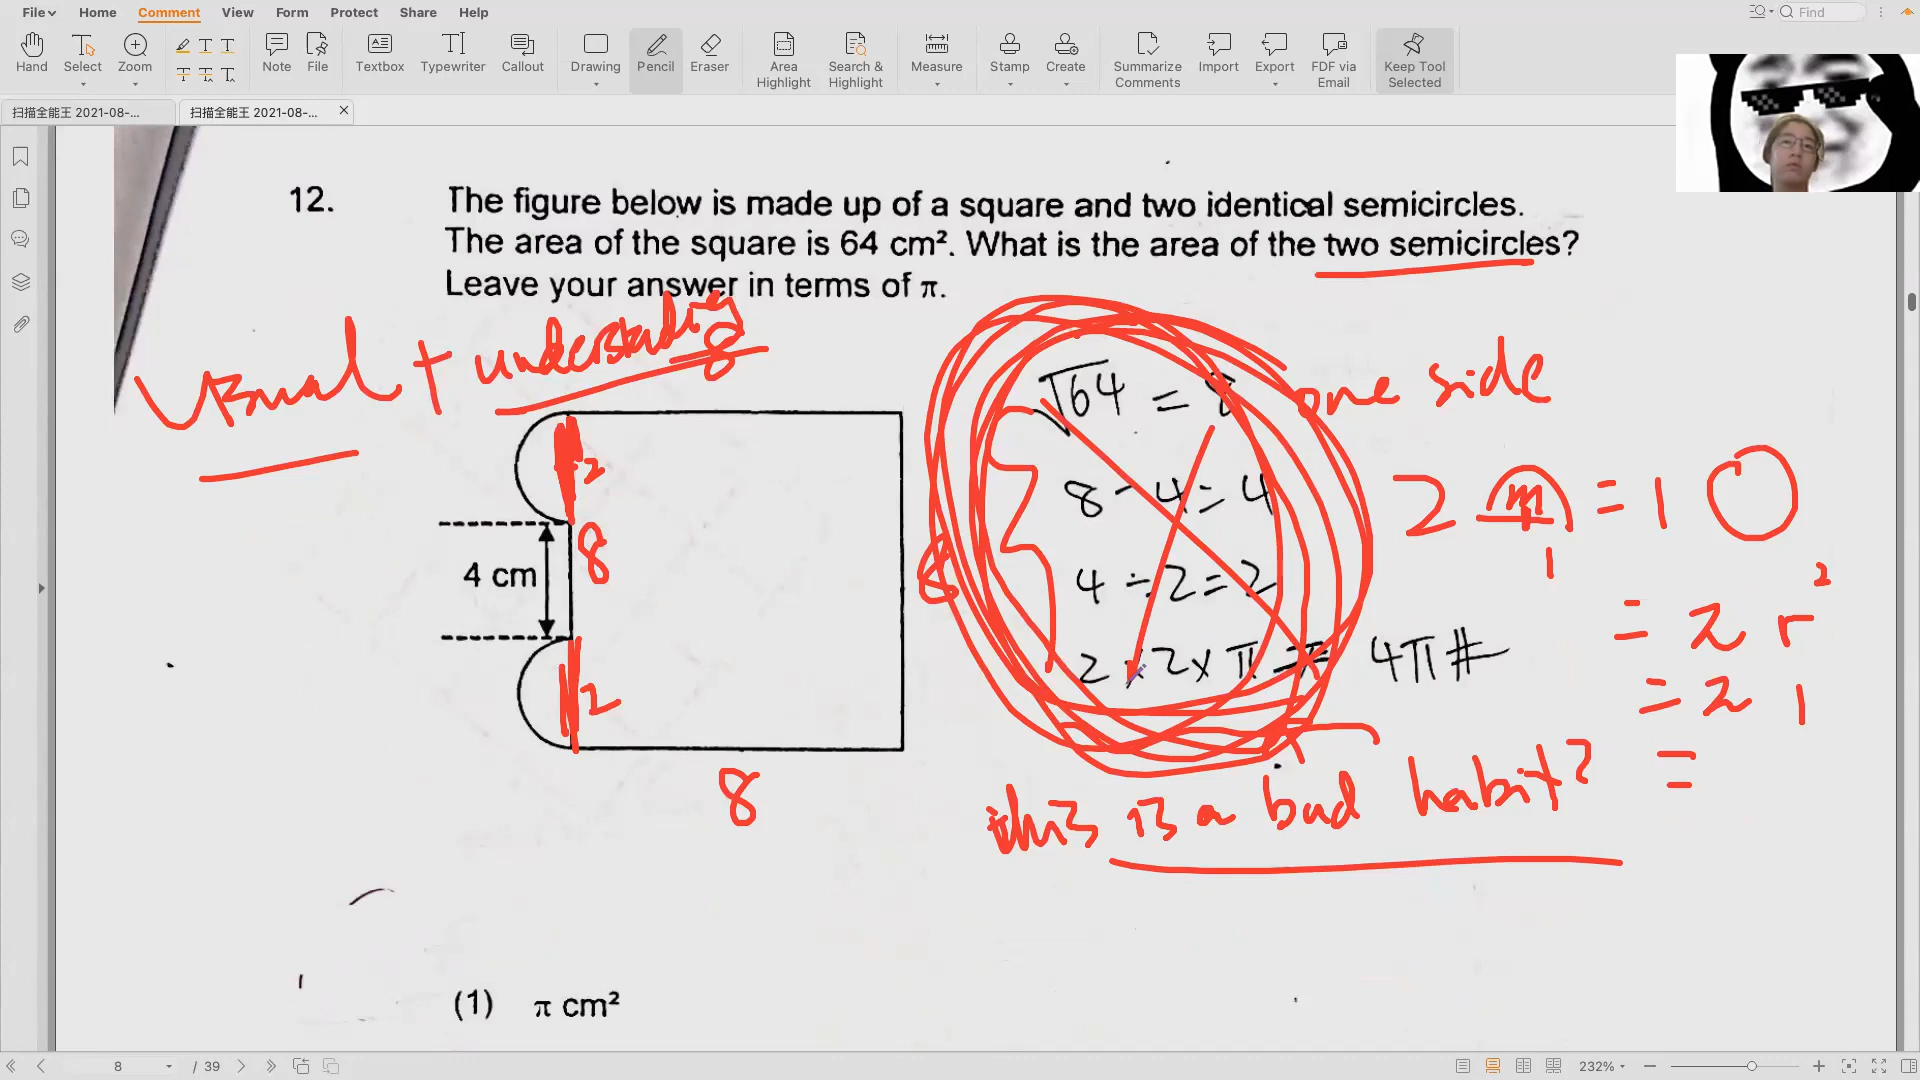 File Home Comment View Form Protect Share Help
Find
Hand Select Zoom Note File Textbox Typewriter Callout Drawing Pencil Eraser Area Highlight Search & Highlight Measure Stamp Create Summarize Comments Import Export FDF via Email Keep Tool Selected
扫描全能王 2021-08-... 扫描全能王 2021-08-...
12. The figure below is made up of a square and two identical semicircles.
The area of the square is 64 cm². What is the area of the two semicircles?
Leave your answer in terms of π.
visual + understanding
√64 = 8 one side
2
8 - 4 = 4
2 = 1
8
4 cm
8
4 ÷ 2 = 2
= 2 r²
2 × 2 × π = 4π #
2
= 2 1
8
this is a bad habit?
=
(1) π cm²
8 / 39
232%